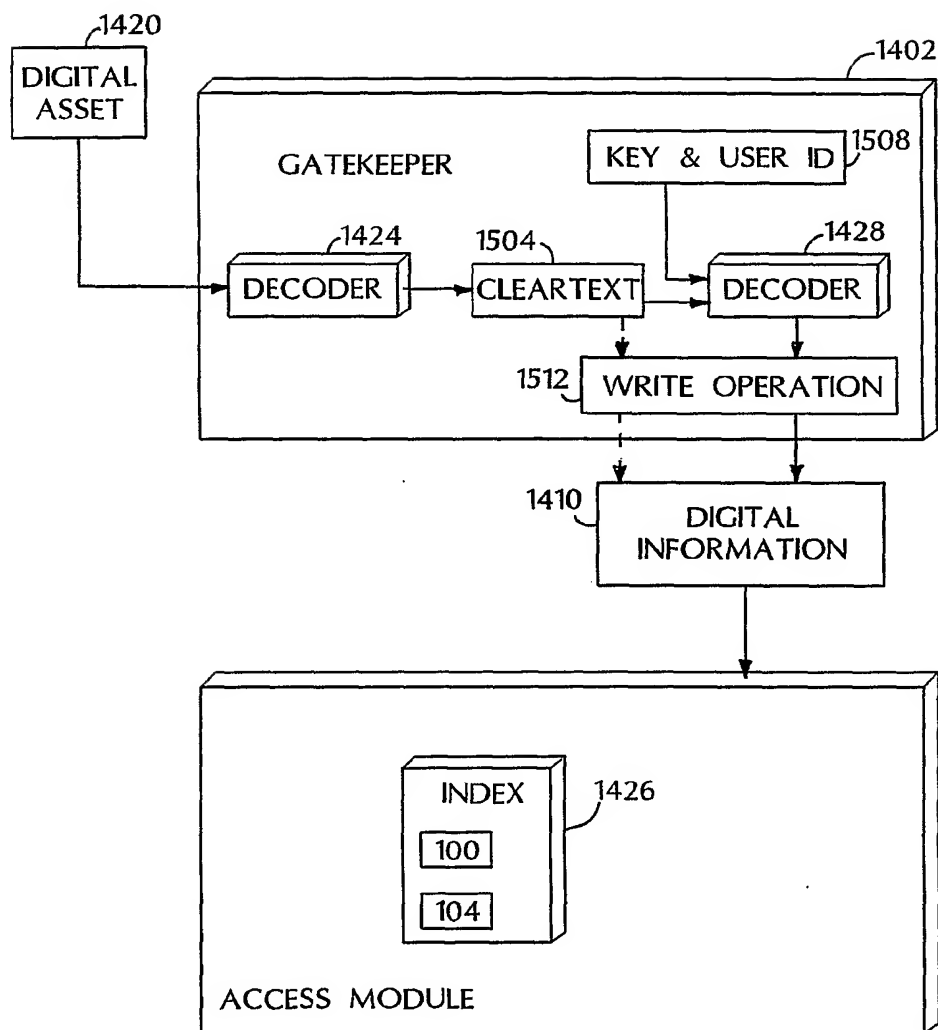 1420
DIGITAL
ASSET
1402
GATEKEEPER
KEY & USER ID
1508
1424
DECODER
1504
CLEARTEXT
1428
DECODER
1512
WRITE OPERATION
1410
DIGITAL
INFORMATION
INDEX
1426
100
104
ACCESS MODULE